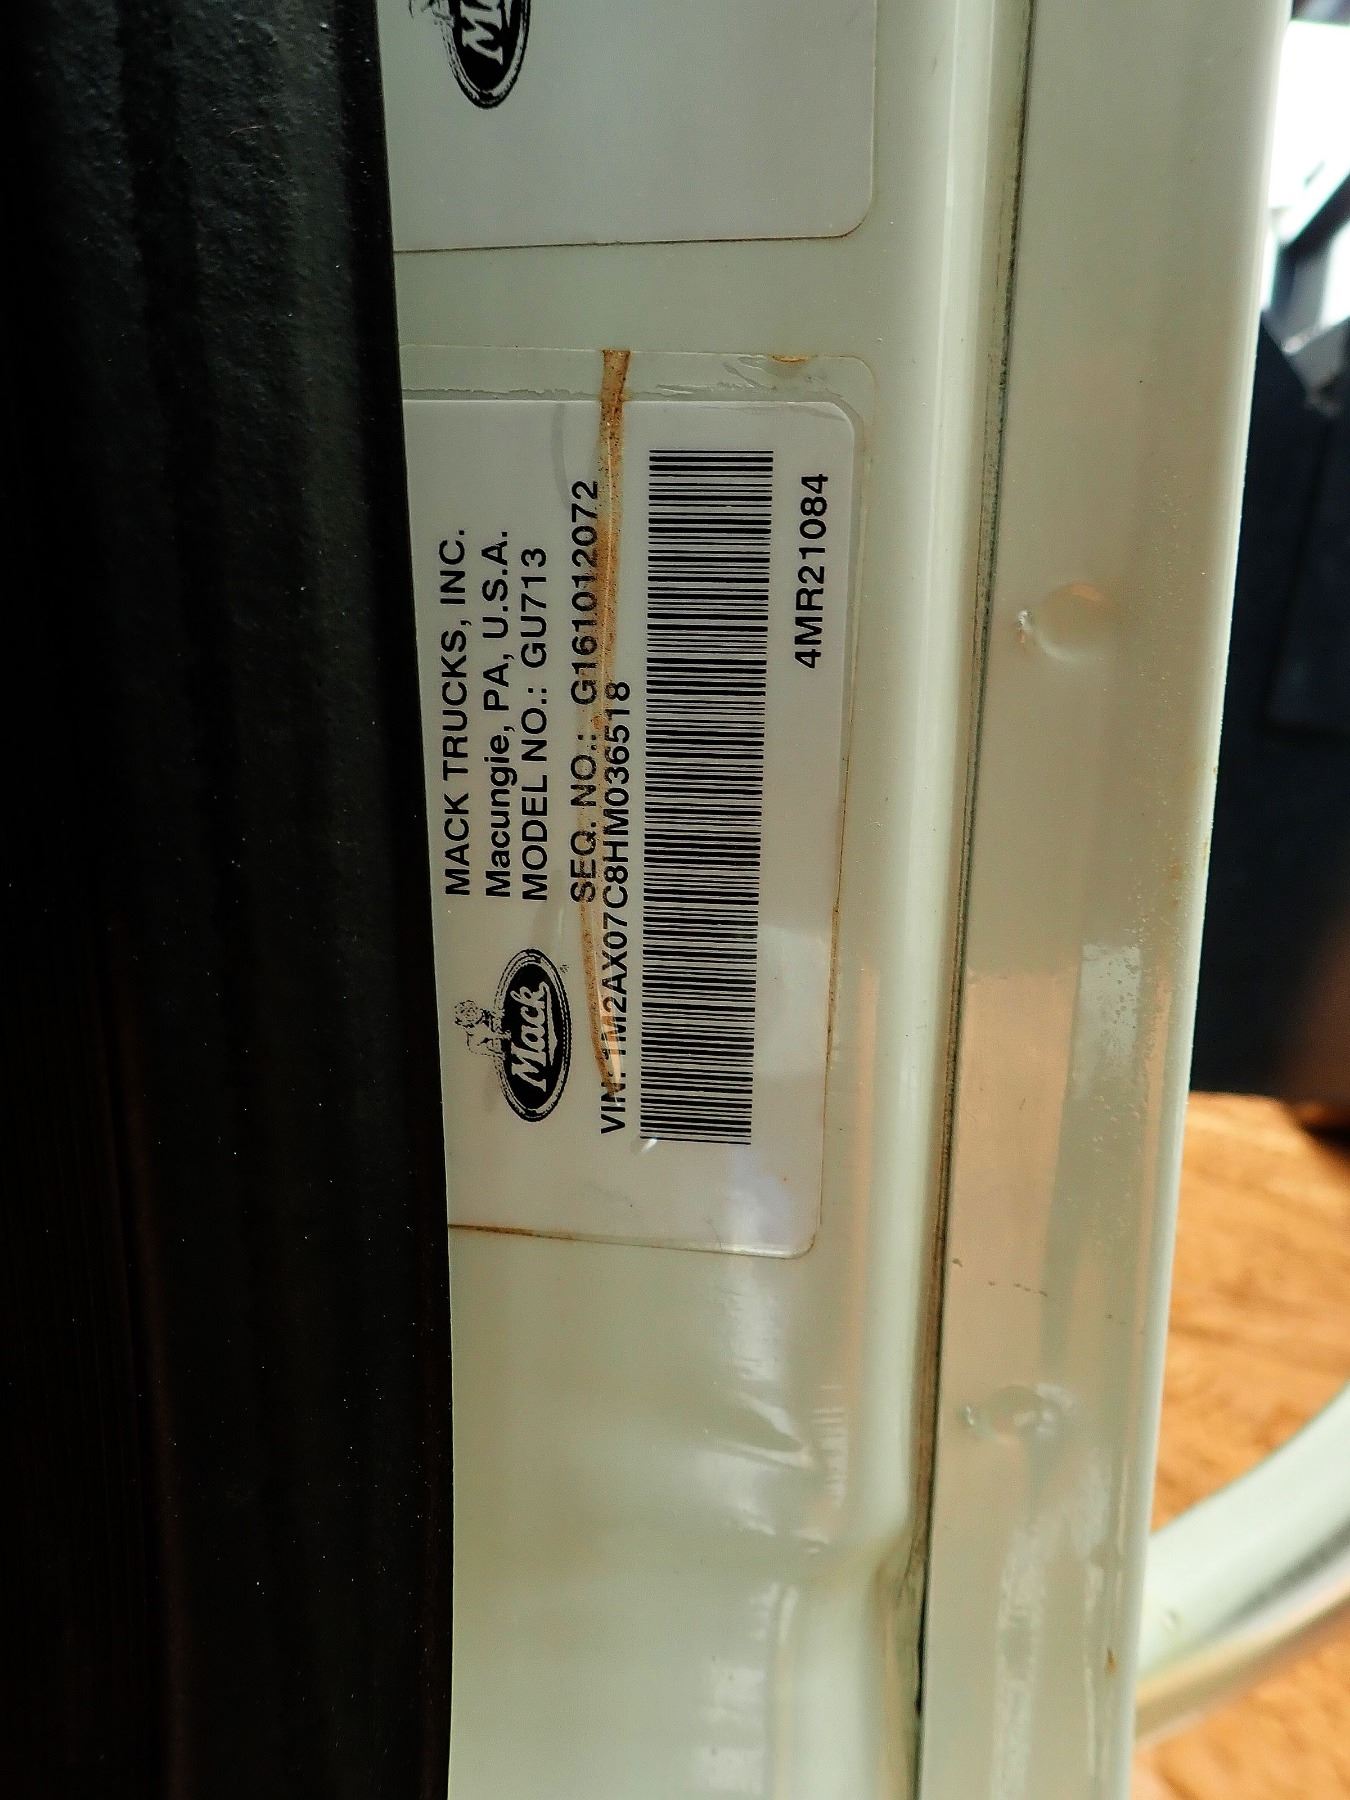 MACK TRUCKS, INC.
Macungie, PA, U.S.A.
MODEL NO.: GU713
SEQ. NO.: G161012072
Mack
VIN: 1M2AX07C8HM036518
4MR21084